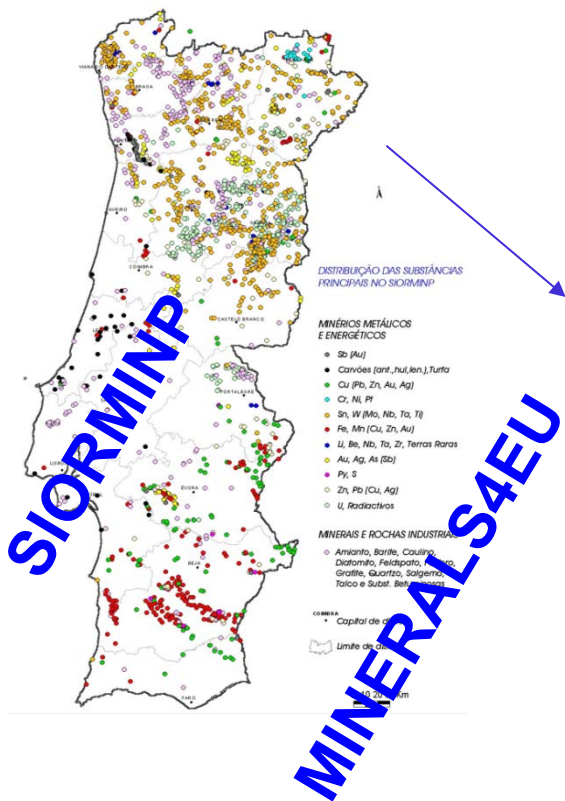 DISTRIBUIÇÃO DAS SUBSTÂNCIAS
PRINCIPAIS NO SIORMINP
MINÉRIOS METÁLICOS
E ENERGÉTICOS
Sb (Au)
Carvões (ant.,hul,len.),Turfa
Cu (Pb, Zn, Au, Ag)
Cr, Ni, Pt
Sn, W (Mo, Nb, Ta, Ti)
Fe, Mn (Cu, Zn, Au)
Li, Be, Nb, Ta, Zr, Terras Raras
Au, Ag, As (Sb)
Py, S
Zn, Pb (Cu, Ag)
U, Radiactivos
MINERAIS E ROCHAS INDUSTRIAIS
Amianto, Barite, Caulino,
Diatomito, Feldspato,
Grafite, Quartzo, Salgema,
Talco e Subst. Betuminosas
COIMBRA
Capital de
Limite de
Km
BRAGA
AVEIRO
COIMBRA
CASTELO BRANCO
PORTALEGRE
ÉVORA
BEJA
FARO
SIORMINP
MINERALS4EU